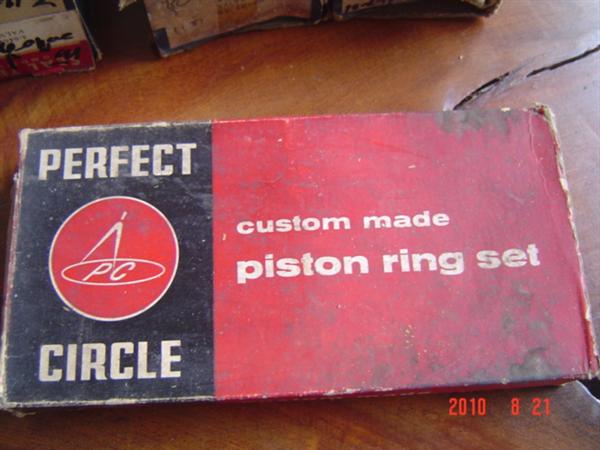 PERFECT
PC
CIRCLE
custom made
piston ring set
2010 8 21